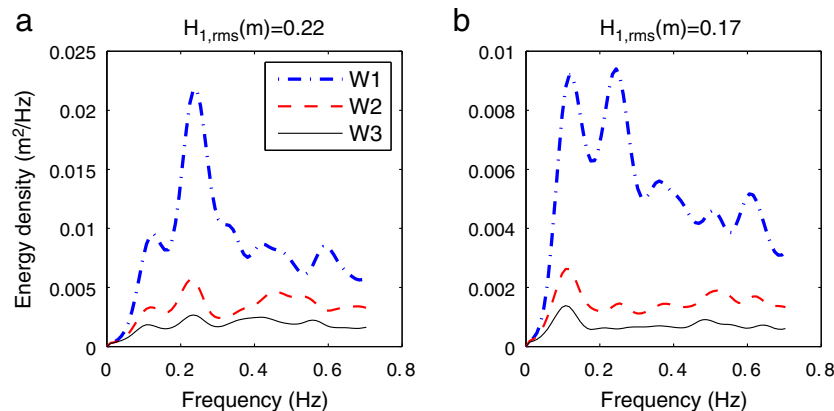 a
H1,rms(m)=0.22
Energy density (m²/Hz)
0.025
0.02
0.015
0.01
0.005
0
W1
W2
W3
0 0.2 0.4 0.6 0.8
Frequency (Hz)
b
H1,rms(m)=0.17
0.01
0.008
0.006
0.004
0.002
0
0 0.2 0.4 0.6 0.8
Frequency (Hz)